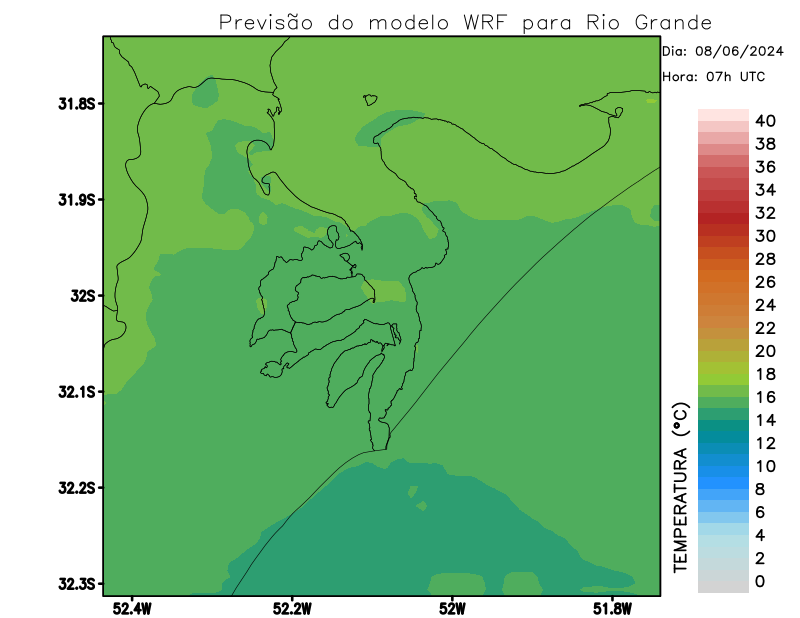 Previsão do modelo WRF para Rio Grande
Dia: 08/06/2024
Hora: 07h UTC
31.8S
31.9S
32S
32.1S
32.2S
32.3S
52.4W
52.2W
52W
51.8W
TEMPERATURA (°C)
40
38
36
34
32
30
28
26
24
22
20
18
16
14
12
10
8
6
4
2
0